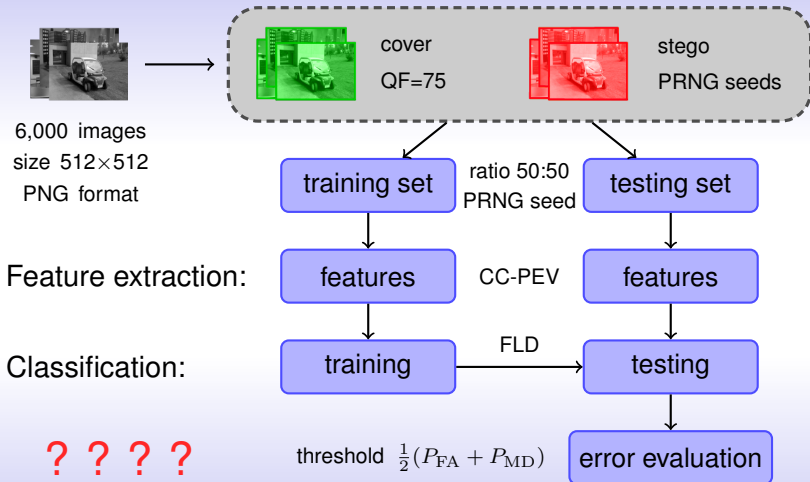 cover
QF=75
stego
PRNG seeds
6,000 images
size 512×512
PNG format
training set
ratio 50:50
PRNG seed
testing set
Feature extraction:
features
CC-PEV
features
Classification:
training
FLD
testing
? ? ? ?
threshold ½(P_FA + P_MD)
error evaluation